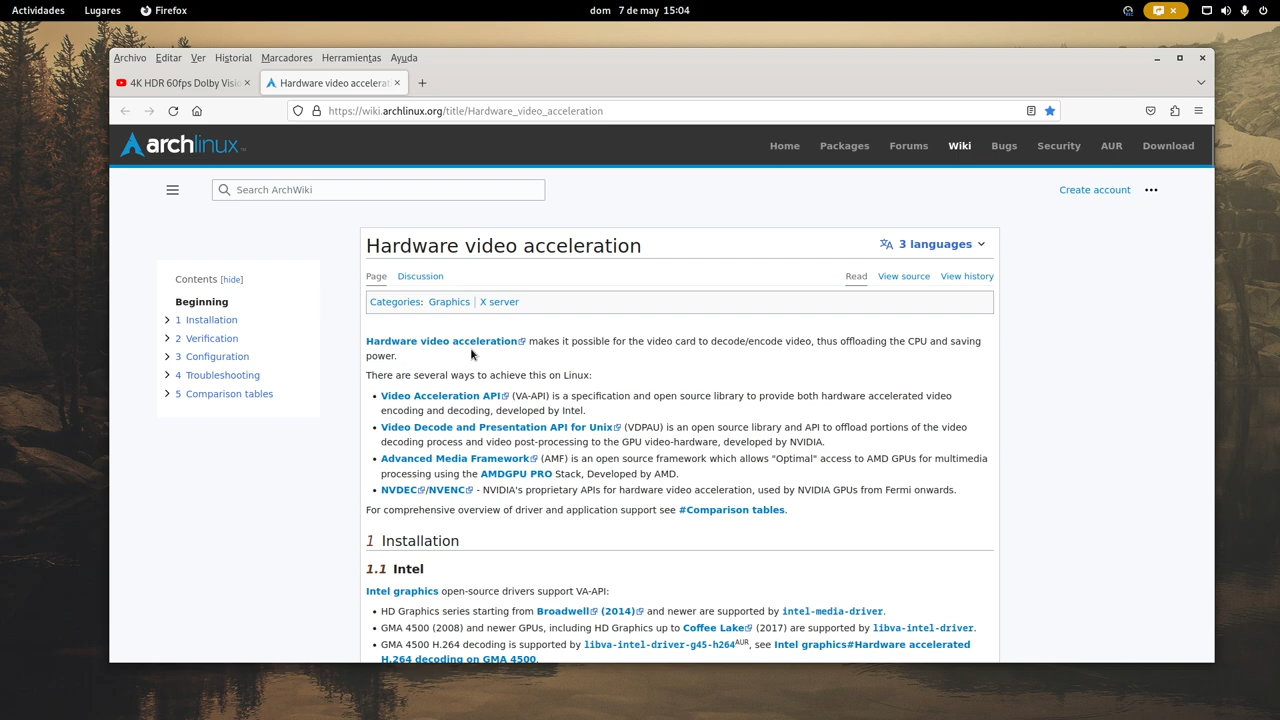 Actividades Lugares Firefox dom 7 de may 15:04
Archivo Editar Ver Historial Marcadores Herramientas Ayuda
4K HDR 60fps Dolby Visi Hardware video accelerat
https://wiki.archlinux.org/title/Hardware_video_acceleration
archlinux™ Home Packages Forums Wiki Bugs Security AUR Download
Search ArchWiki Create account
Hardware video acceleration 3 languages
Page Discussion Read View source View history
Categories: Graphics X server
Contents [hide]
Beginning
1 Installation
2 Verification
3 Configuration
4 Troubleshooting
5 Comparison tables
Hardware video acceleration makes it possible for the video card to decode/encode video, thus offloading the CPU and saving
power.
There are several ways to achieve this on Linux:
• Video Acceleration API (VA-API) is a specification and open source library to provide both hardware accelerated video
encoding and decoding, developed by Intel.
• Video Decode and Presentation API for Unix (VDPAU) is an open source library and API to offload portions of the video
decoding process and video post-processing to the GPU video-hardware, developed by NVIDIA.
• Advanced Media Framework (AMF) is an open source framework which allows "Optimal" access to AMD GPUs for multimedia
processing using the AMDGPU PRO Stack, Developed by AMD.
• NVDEC/NVENC - NVIDIA's proprietary APIs for hardware video acceleration, used by NVIDIA GPUs from Fermi onwards.
For comprehensive overview of driver and application support see #Comparison tables.
1 Installation
1.1 Intel
Intel graphics open-source drivers support VA-API:
• HD Graphics series starting from Broadwell (2014) and newer are supported by intel-media-driver.
• GMA 4500 (2008) and newer GPUs, including HD Graphics up to Coffee Lake (2017) are supported by libva-intel-driver.
• GMA 4500 H.264 decoding is supported by libva-intel-driver-g45-h264AUR, see Intel graphics#Hardware accelerated
H.264 decoding on GMA 4500.